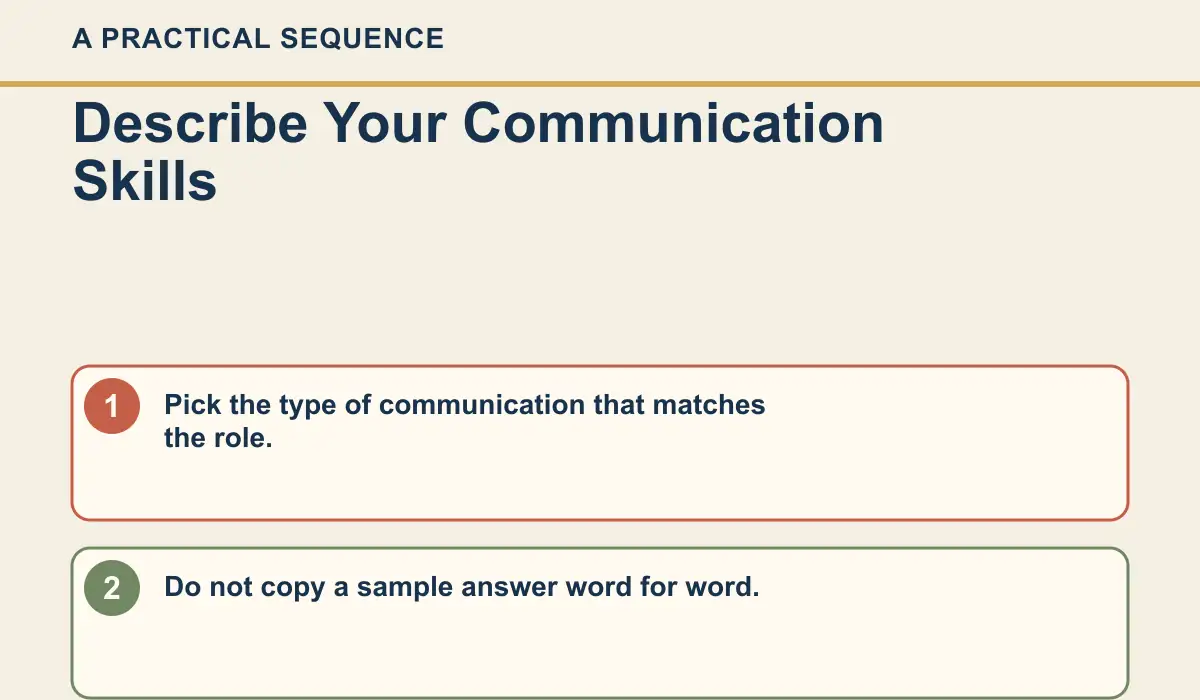 A PRACTICAL SEQUENCE
Describe Your Communication
Skills
1
Pick the type of communication that matches
the role.
2
Do not copy a sample answer word for word.